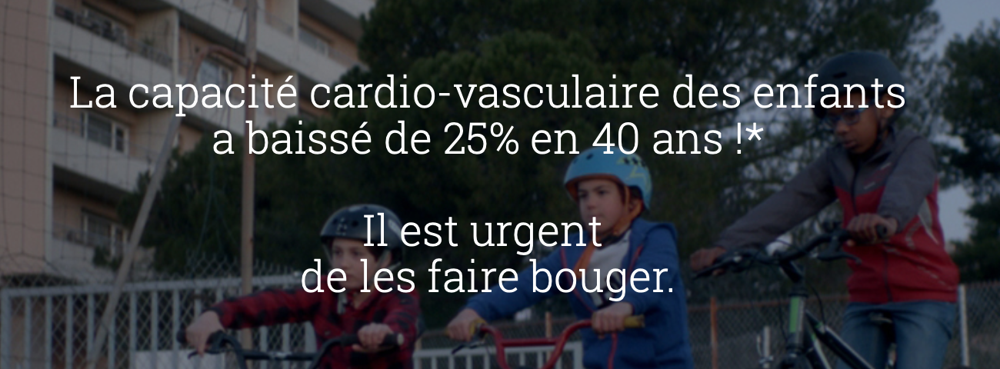 La capacité cardio-vasculaire des enfants
a baissé de 25% en 40 ans !*
Il est urgent
de les faire bouger.